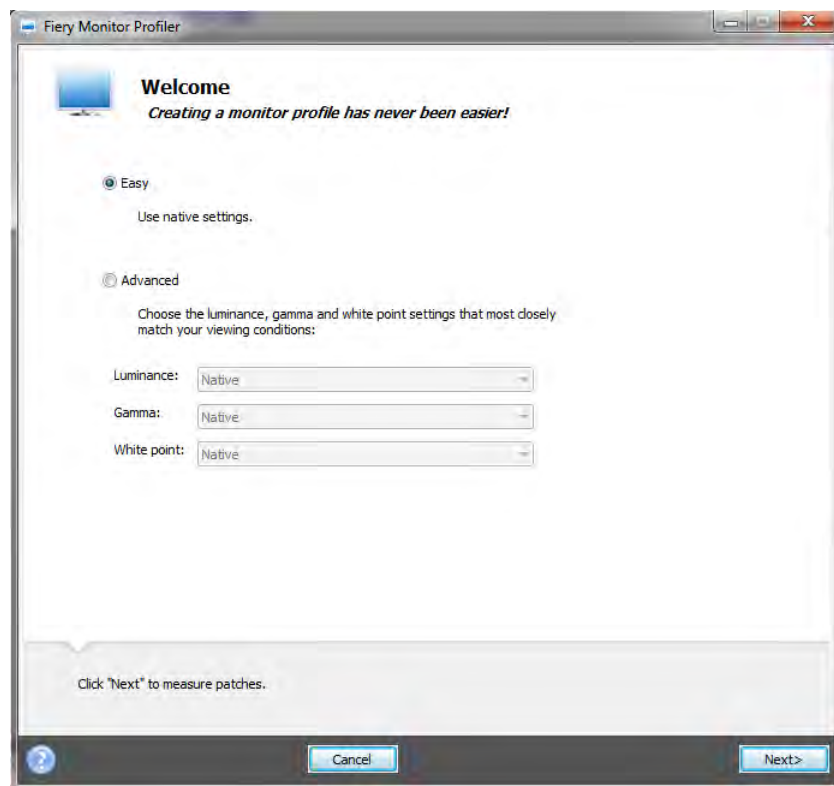 Fiery Monitor Profiler
Welcome
Creating a monitor profile has never been easier!
Easy
Use native settings.
Advanced
Choose the luminance, gamma and white point settings that most closely
match your viewing conditions:
Luminance: Native
Gamma: Native
White point: Native
Click "Next" to measure patches.
? Cancel Next>